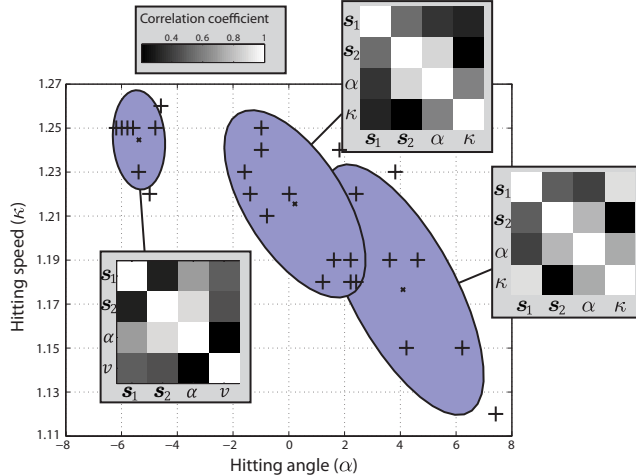 Correlation coefficient
0.4 0.6 0.8 1
s₁
s₂
α
κ
s₁ s₂ α κ
1.27
1.25
1.23
1.21
1.19
1.17
1.15
1.13
1.11
Hitting speed (κ)
s₁
s₂
α
κ
s₁ s₂ α κ
s₁
s₂
α
v
s₁ s₂ α v
−8 −6 −4 −2 0 2 4 6 8
Hitting angle (α)